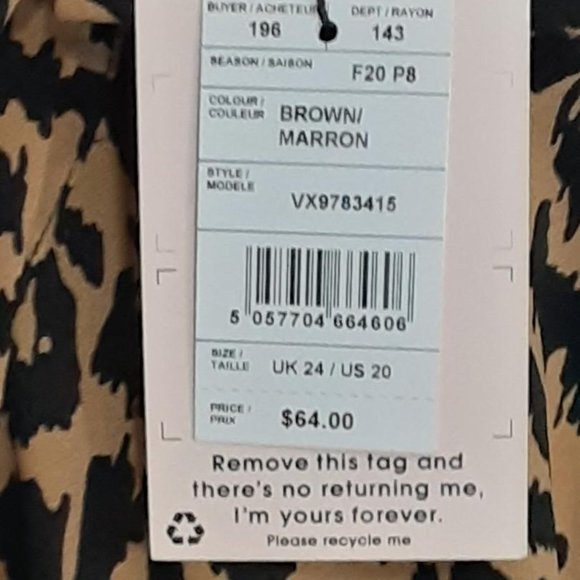 BUYER / ACHETEUR DEPT / RAYON
196 143
SEASON / SAISON F20 P8
COLOUR / COULEUR BROWN/
MARRON
STYLE /
MODELE VX9783415
5 057704 664606
SIZE /
TAILLE UK 24 / US 20
PRICE /
PRIX $64.00
Remove this tag and
there's no returning me,
I'm yours forever.
Please recycle me